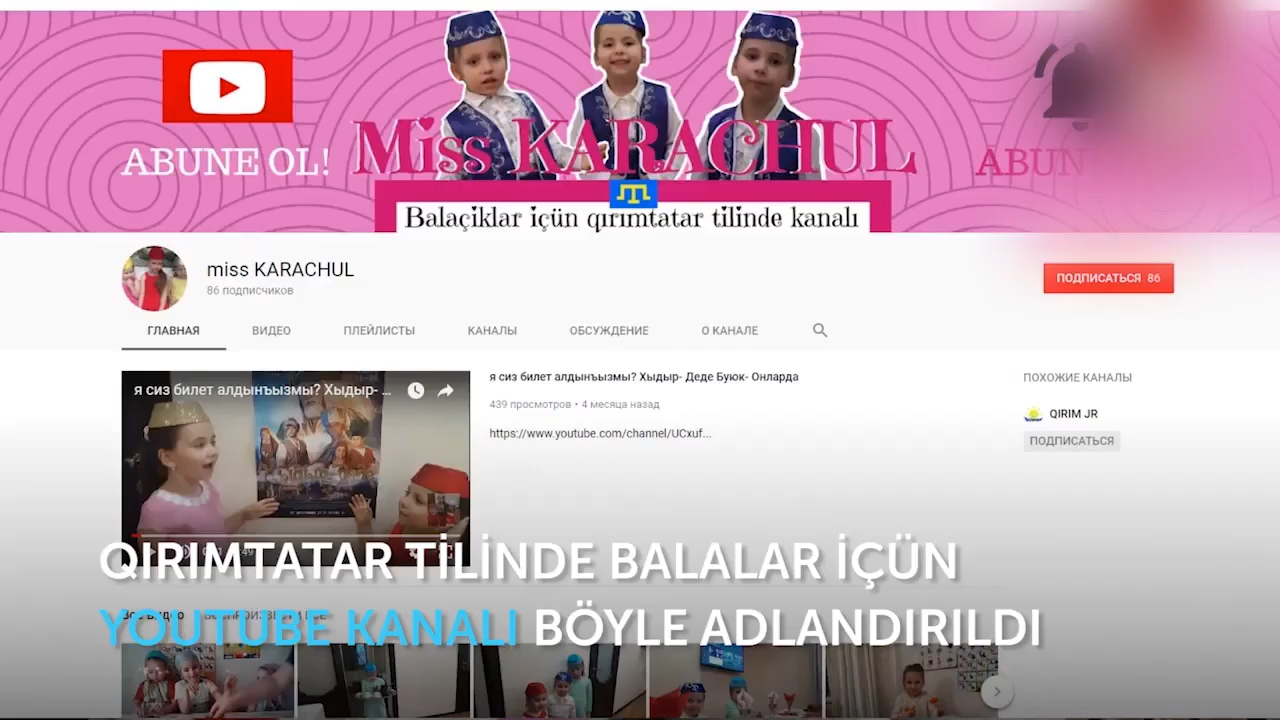 ABUNE OL!
Miss KARACHUL
ABUN
Balaçiklar içün qırımtatar tilinde kanalı
miss KARACHUL
86 подписчиков
ПОДПИСАТЬСЯ 86
ГЛАВНАЯ ВИДЕО ПЛЕЙЛИСТЫ КАНАЛЫ ОБСУЖДЕНИЕ О КАНАЛЕ
я сиз билет алдынъызмы? Хыдыр- ...
я сиз билет алдынъызмы? Хыдыр- Деде Буюк- Онларда
439 просмотров • 4 месяца назад
https://www.youtube.com/channel/UCxuf...
ПОХОЖИЕ КАНАЛЫ
QIRIM JR
ПОДПИСАТЬСЯ
QIRIMTATAR TİLİNDE BALALAR İÇÜN
YOUTUBE KANALI BÖYLE ADLANDIRILDI